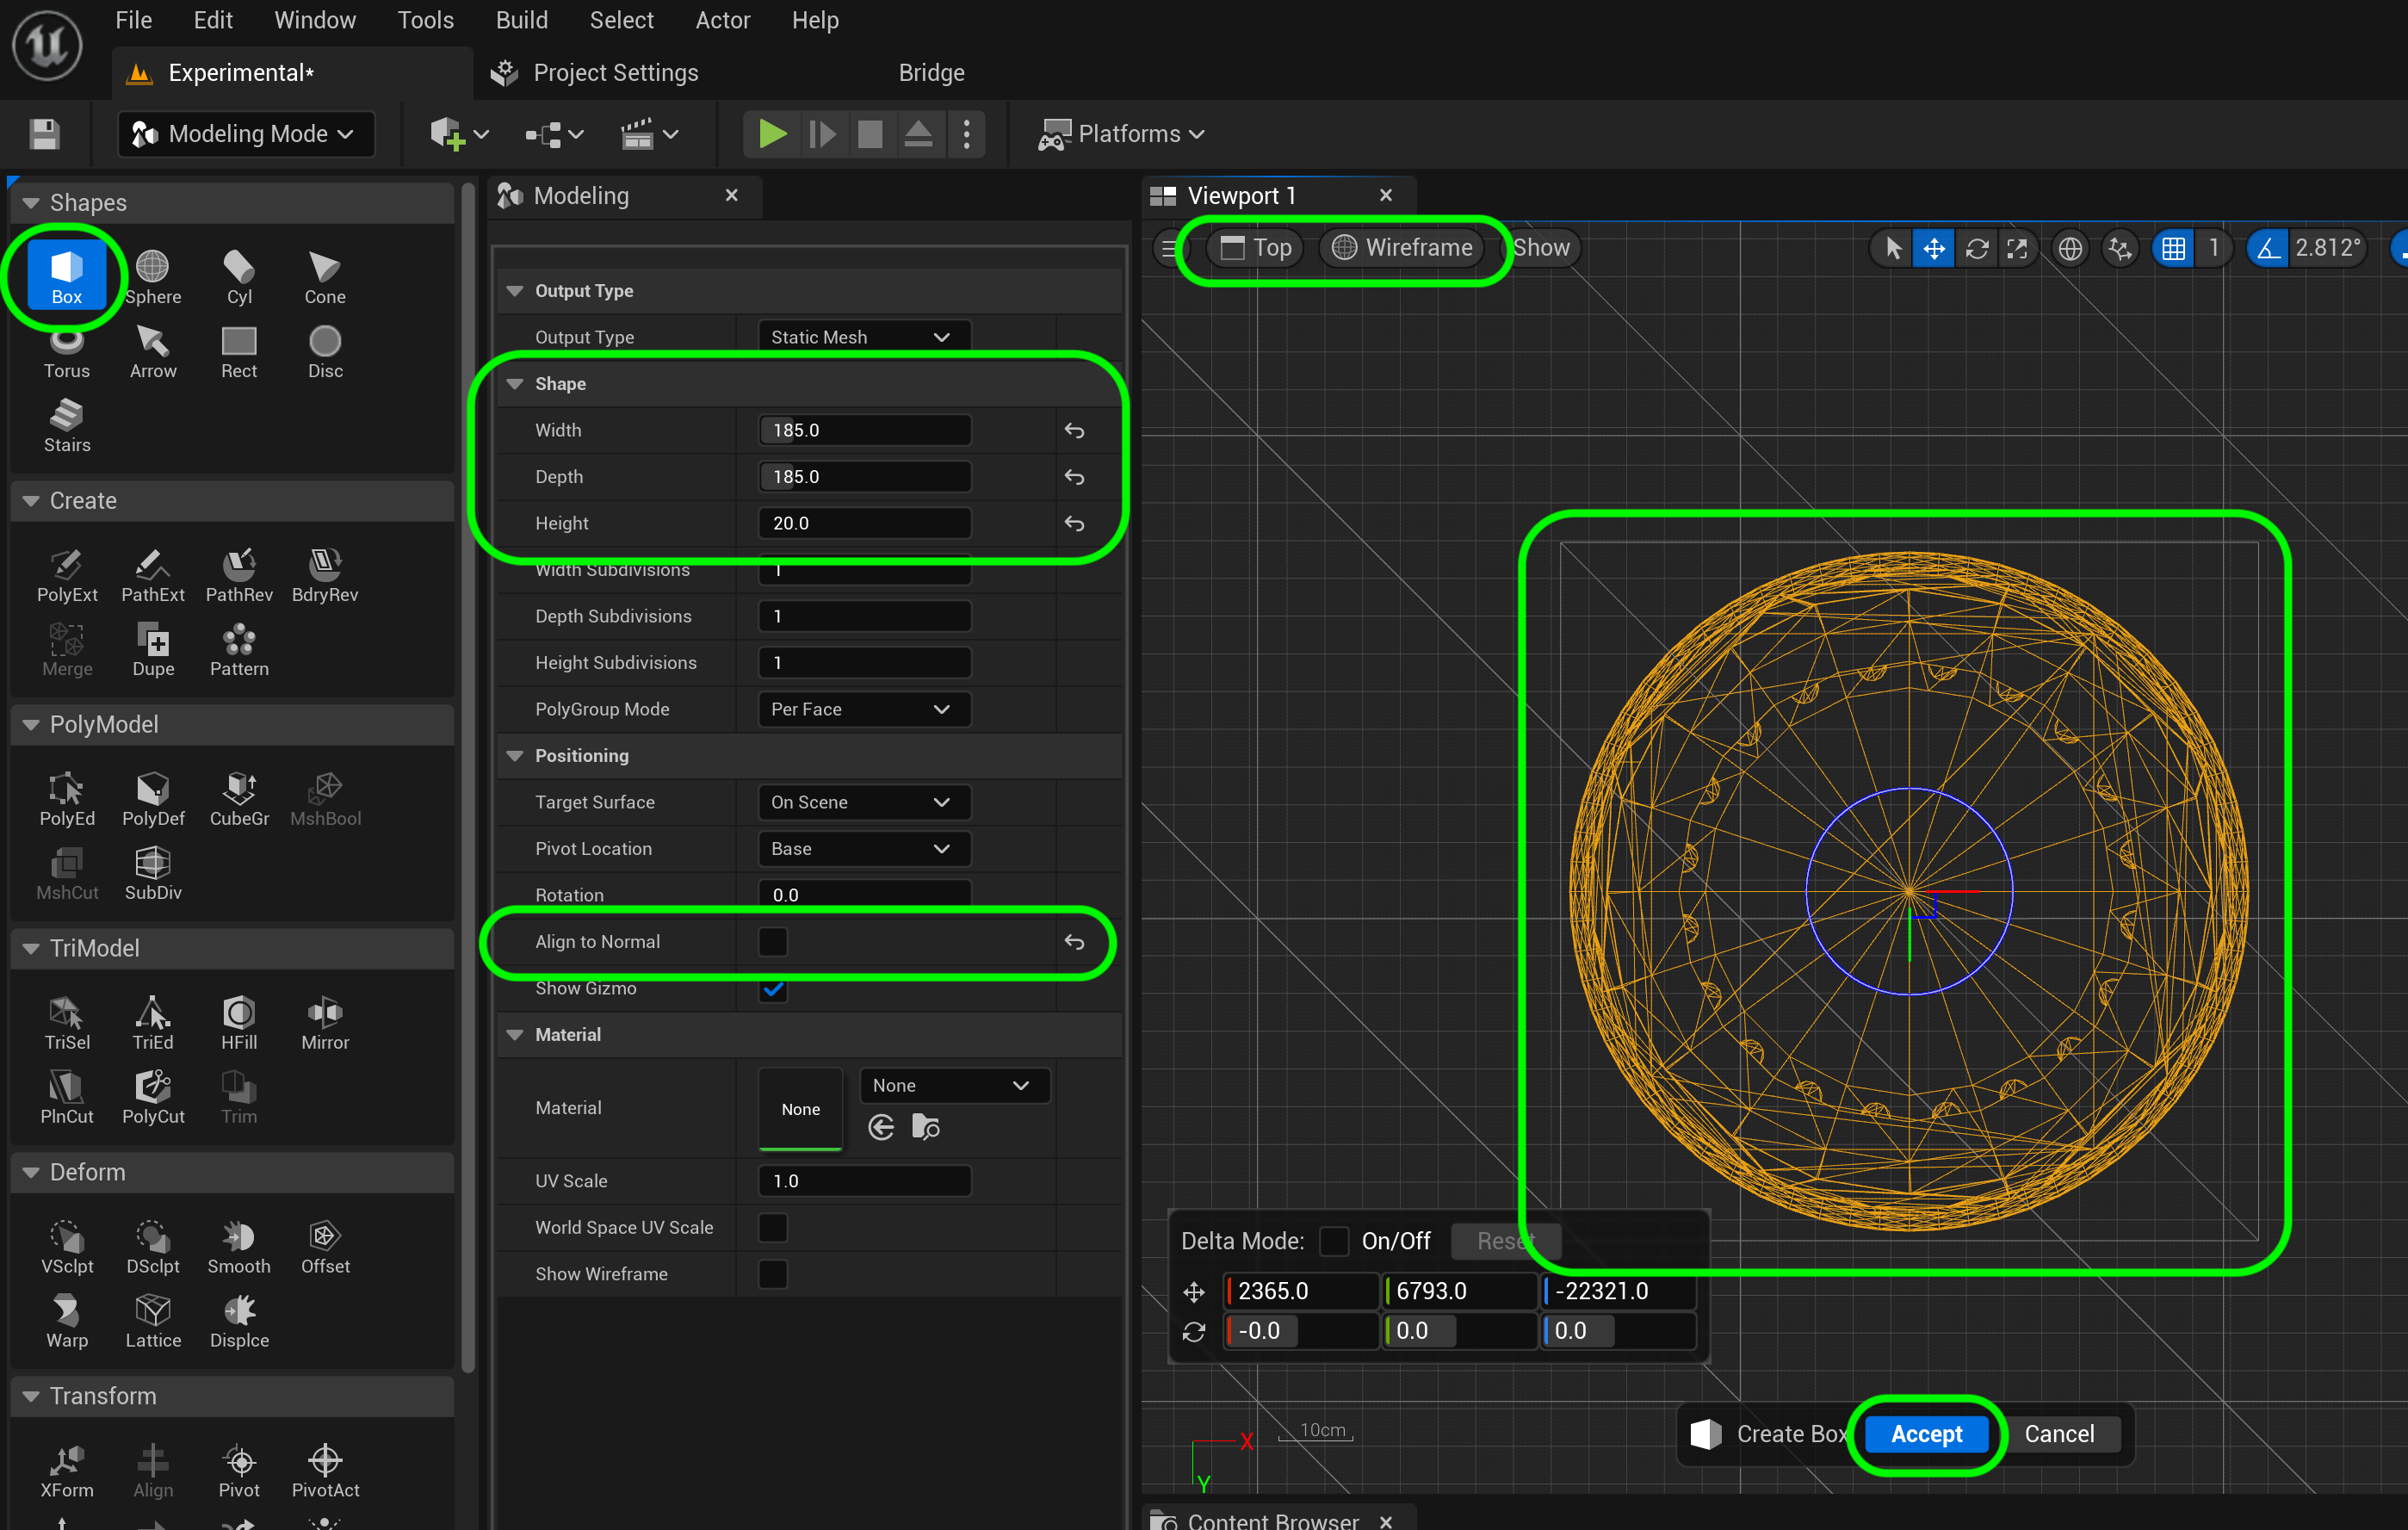 File Edit Window Tools Build Select Actor Help
Experimental* Project Settings Bridge
Modeling Mode Platforms
Shapes
Box Sphere Cyl Cone
Torus Arrow Rect Disc
Stairs
Create
PolyExt PathExt PathRev BdryRev
Merge Dupe Pattern
PolyModel
PolyEd PolyDef CubeGr MshBool
MshCut SubDiv
TriModel
TriSel TriEd HFill Mirror
PlnCut PolyCut Trim
Deform
VSclpt DSclpt Smooth Offset
Warp Lattice Displce
Transform
XForm Align Pivot PivotAct
Modeling
Output Type
Output Type Static Mesh
Shape
Width 185.0
Depth 185.0
Height 20.0
Width Subdivisions 1
Depth Subdivisions 1
Height Subdivisions 1
PolyGroup Mode Per Face
Positioning
Target Surface On Scene
Pivot Location Base
Rotation 0.0
Align to Normal
Show Gizmo
Material
Material None None
UV Scale 1.0
World Space UV Scale
Show Wireframe
Viewport 1
Top Wireframe Show 1 2.812°
Delta Mode: On/Off Reset
2365.0 6793.0 -22321.0
-0.0 0.0 0.0
10cm
X
Y
Create Box Accept Cancel
Content Browser